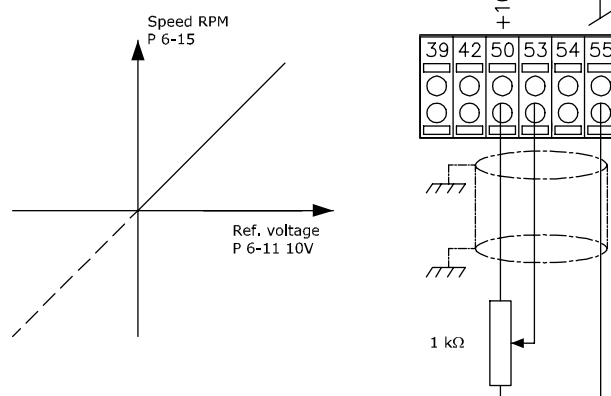 Speed RPM
P 6-15
Ref. voltage
P 6-11 10V
39 42 50 53 54 55
1 kΩ